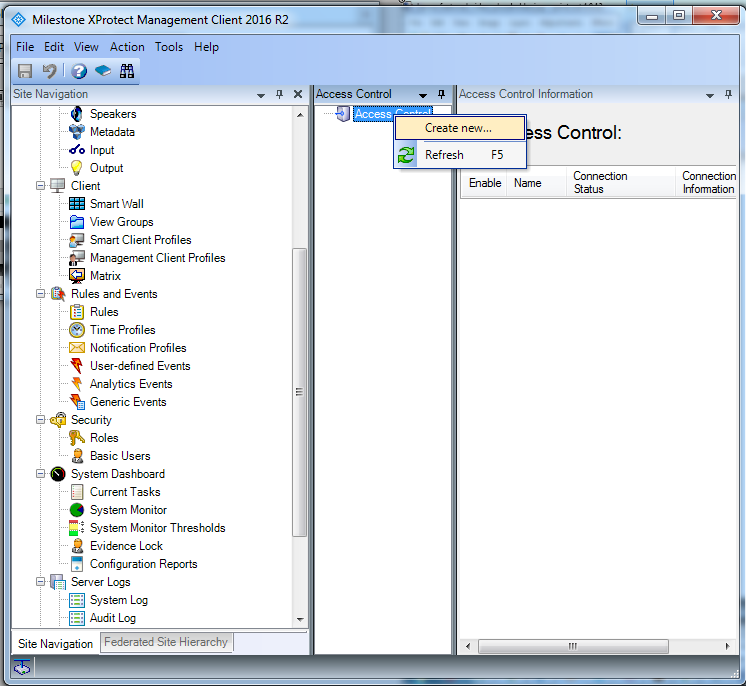 Milestone XProtect Management Client 2016 R2
File Edit View Action Tools Help
Site Navigation
Speakers
Metadata
Input
Output
Client
Smart Wall
View Groups
Smart Client Profiles
Management Client Profiles
Matrix
Rules and Events
Rules
Time Profiles
Notification Profiles
User-defined Events
Analytics Events
Generic Events
Security
Roles
Basic Users
System Dashboard
Current Tasks
System Monitor
System Monitor Thresholds
Evidence Lock
Configuration Reports
Server Logs
System Log
Audit Log
Site Navigation Federated Site Hierarchy
Access Control
Access Control
Create new...
Refresh F5
Access Control Information
ess Control:
Enable Name Connection Status Connection Information